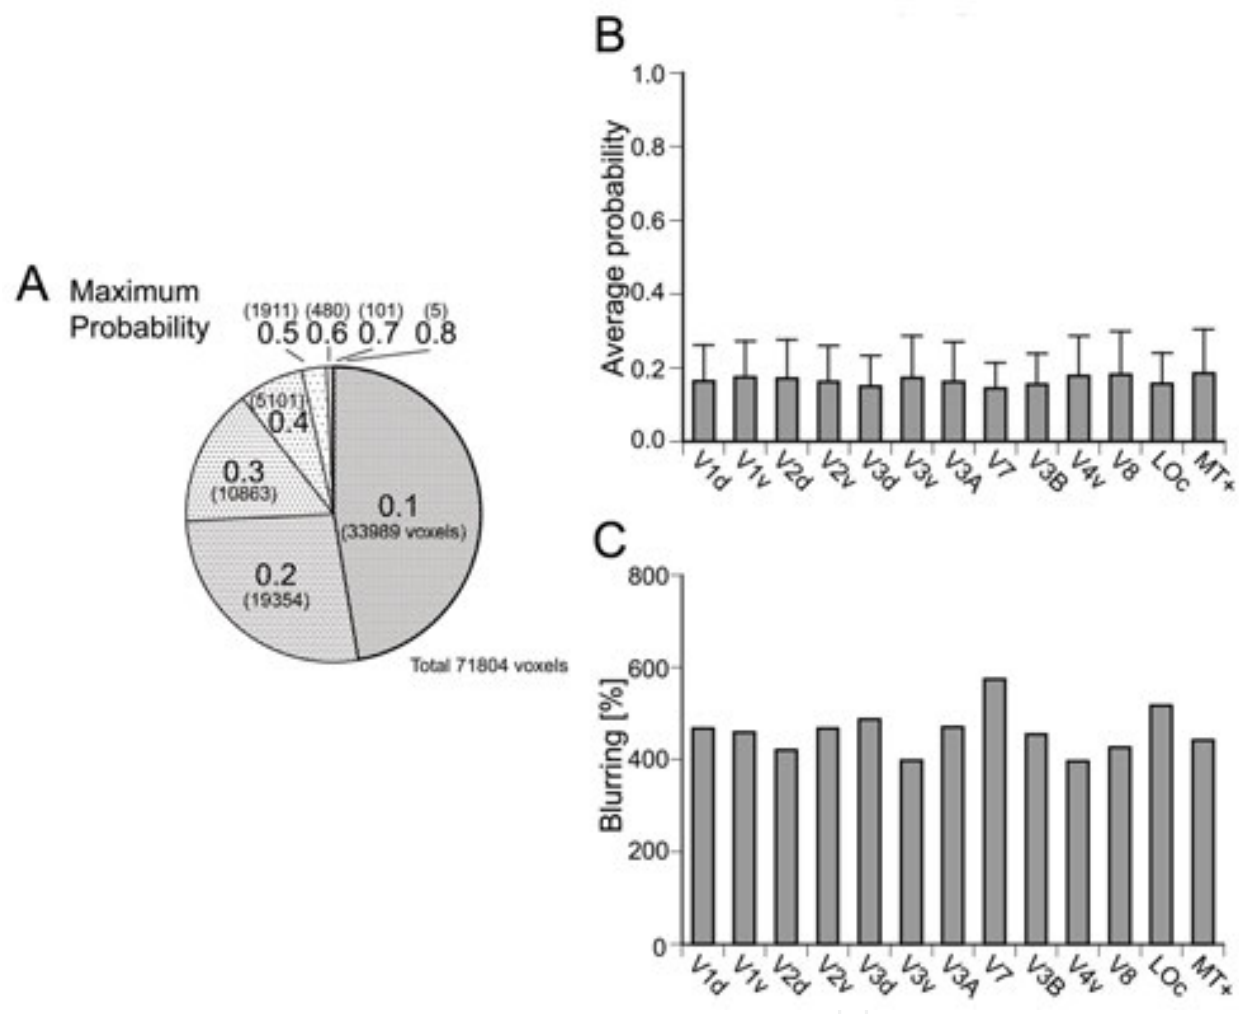 A
Maximum
Probability
(1911) (480) (101) (5)
0.5 0.6 0.7 0.8
(5101)
0.4
0.3
(10863)
0.1
(33989 voxels)
0.2
(19354)
Total 71804 voxels
B
Average probability
1.0
0.8
0.6
0.4
0.2
0.0
V1d V1v V2d V2v V3d V3v V3A V7 V3B V4v V8 LOc MT+
C
Blurring [%]
800
600
400
200
0
V1d V1v V2d V2v V3d V3v V3A V7 V3B V4v V8 LOc MT+